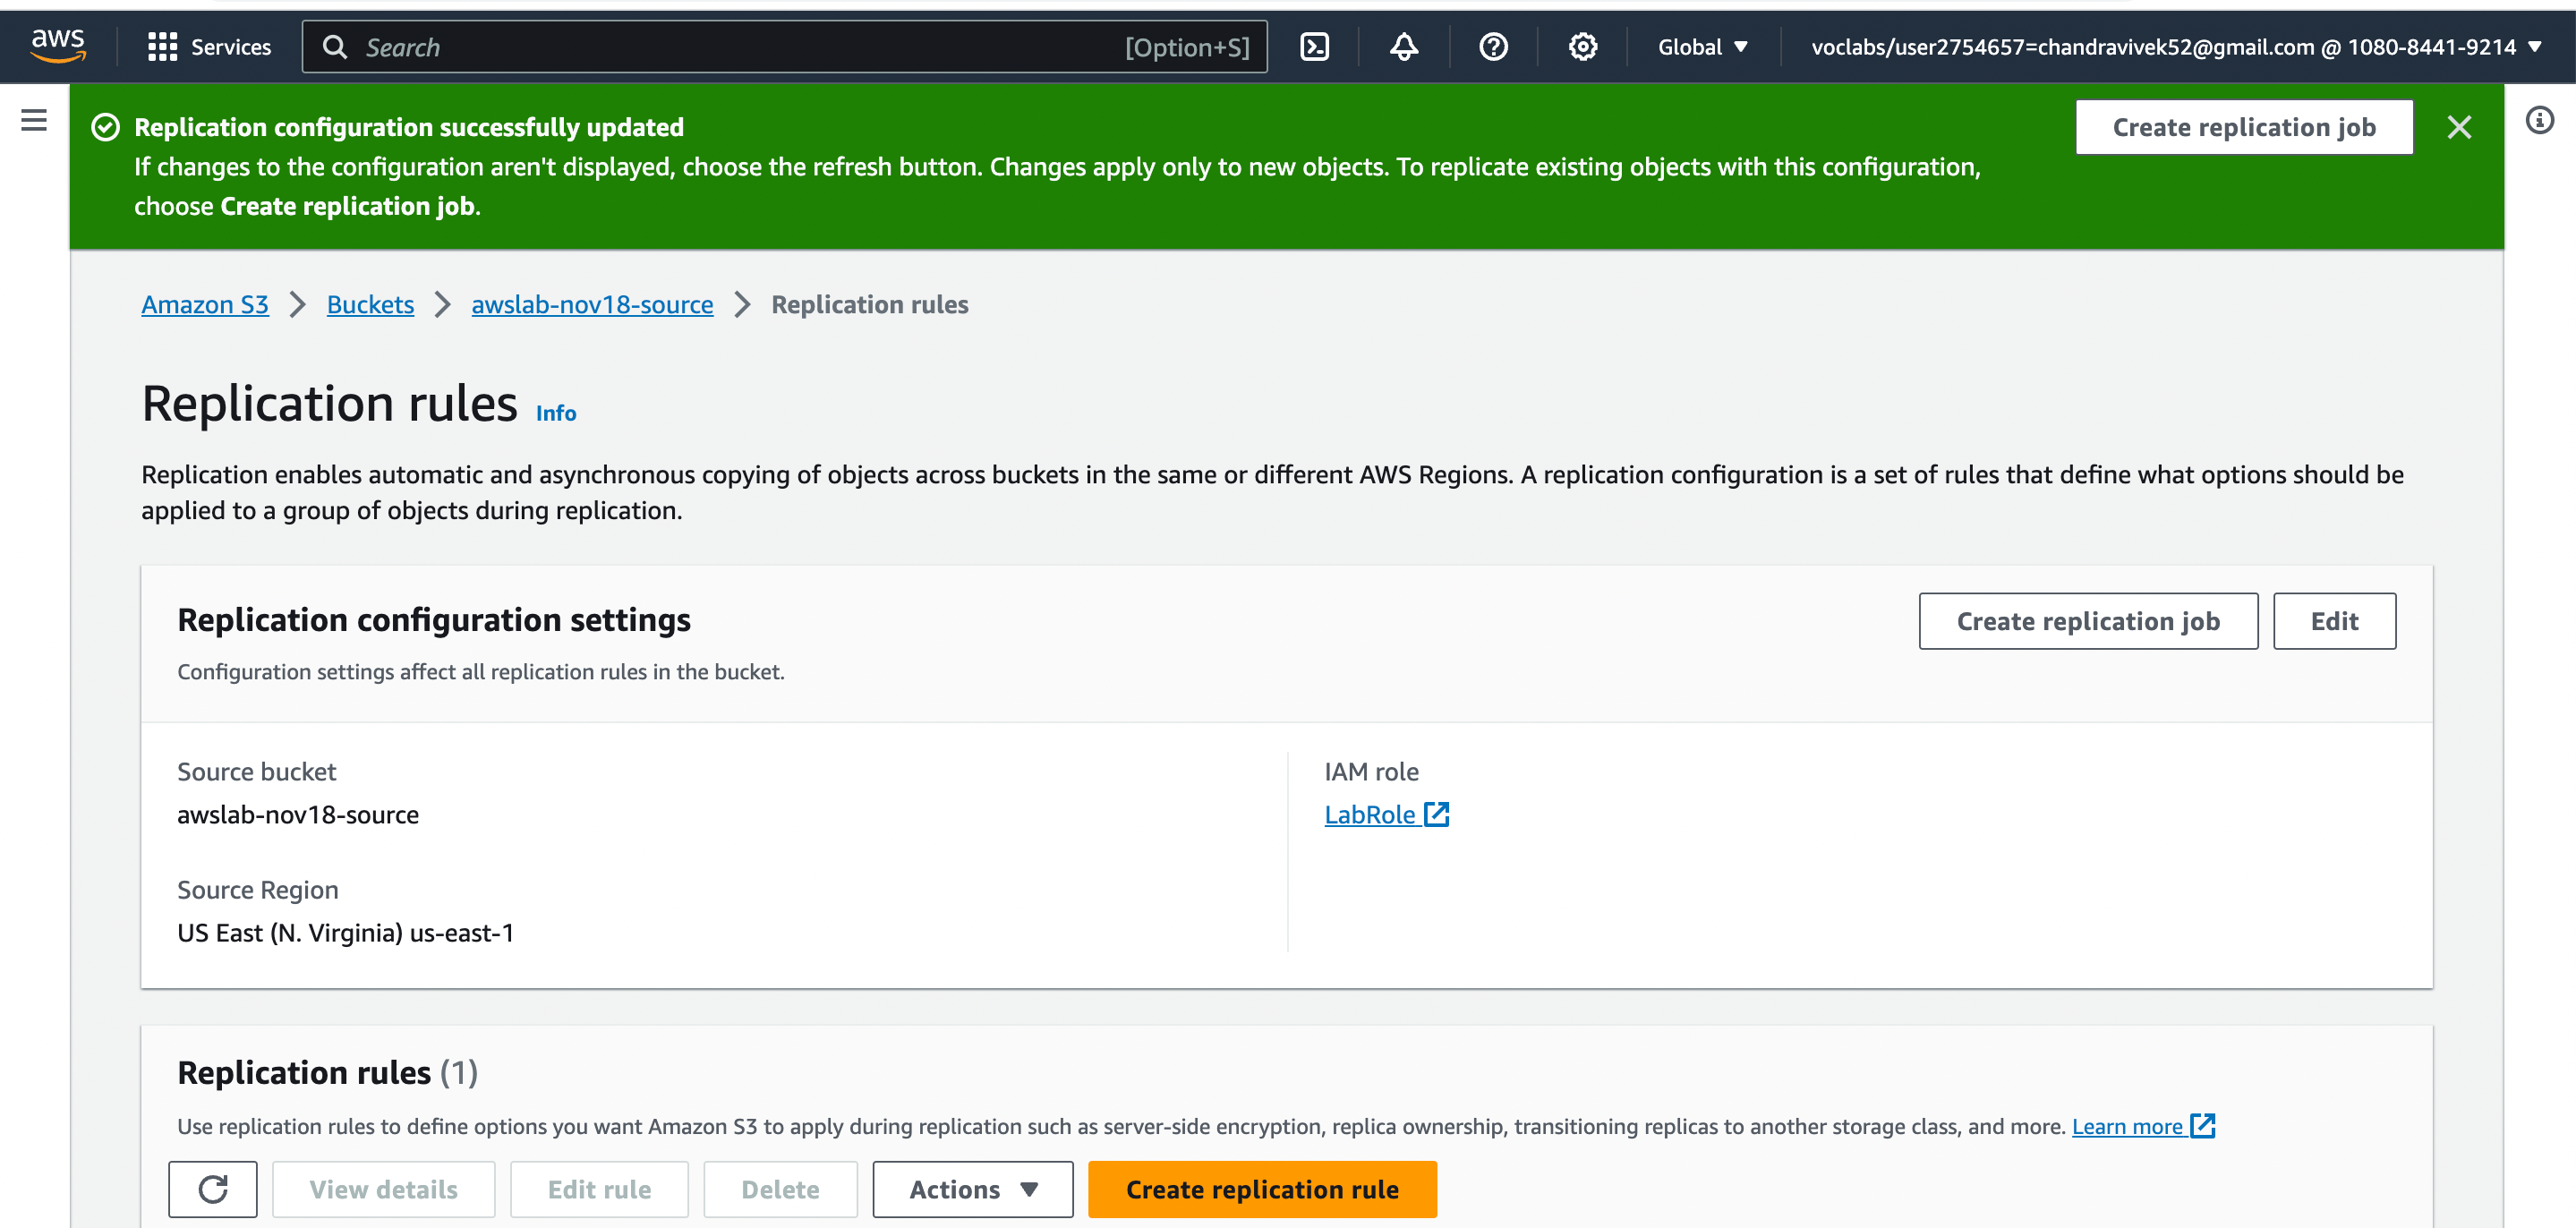 aws
Services
Search
[Option+S]
Global
voclabs/user2754657=chandravivek52@gmail.com @ 1080-8441-9214
Replication configuration successfully updated
If changes to the configuration aren't displayed, choose the refresh button. Changes apply only to new objects. To replicate existing objects with this configuration,
choose Create replication job.
Create replication job
Amazon S3
Buckets
awslab-nov18-source
Replication rules
Replication rules Info
Replication enables automatic and asynchronous copying of objects across buckets in the same or different AWS Regions. A replication configuration is a set of rules that define what options should be
applied to a group of objects during replication.
Replication configuration settings
Create replication job
Edit
Configuration settings affect all replication rules in the bucket.
Source bucket
awslab-nov18-source
Source Region
US East (N. Virginia) us-east-1
IAM role
LabRole
Replication rules (1)
Use replication rules to define options you want Amazon S3 to apply during replication such as server-side encryption, replica ownership, transitioning replicas to another storage class, and more. Learn more
View details
Edit rule
Delete
Actions
Create replication rule